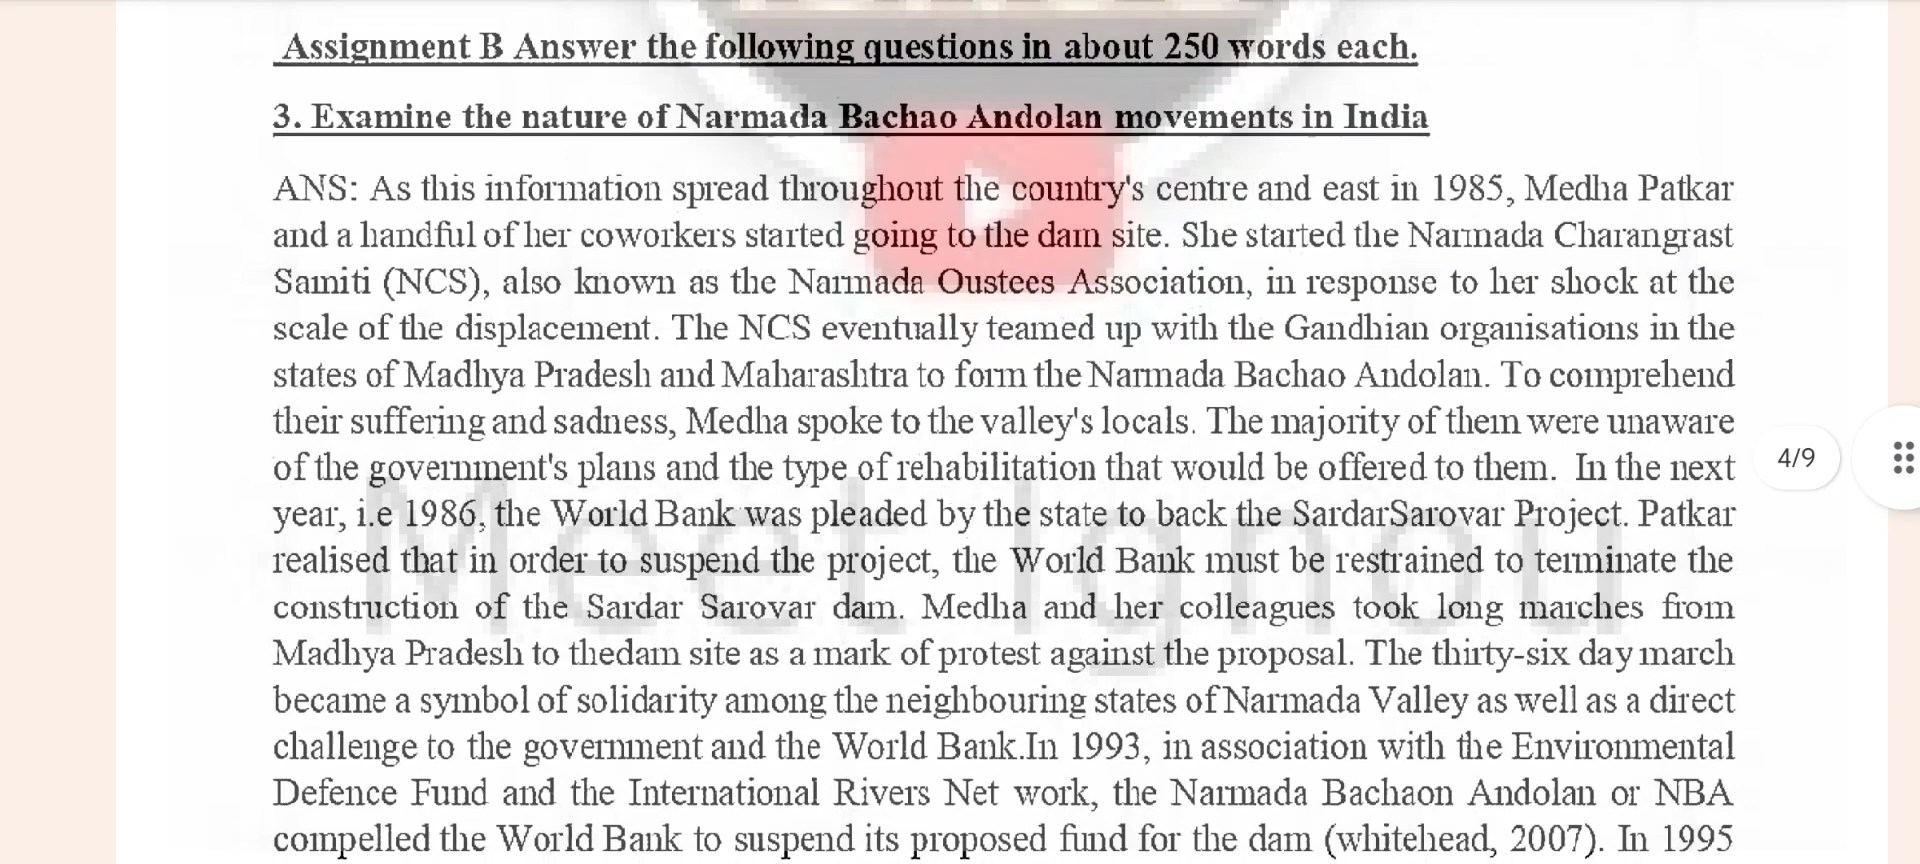 Assignment B Answer the following questions in about 250 words each.
3. Examine the nature of Narmada Bachao Andolan movements in India
ANS: As this information spread throughout the country's centre and east in 1985, Medha Patkar
and a handful of her coworkers started going to the dam site. She started the Narmada Charangrast
Samiti (NCS), also known as the Narmada Oustees Association, in response to her shock at the
scale of the displacement. The NCS eventually teamed up with the Gandhian organisations in the
states of Madhya Pradesh and Maharashtra to form the Narmada Bachao Andolan. To comprehend
their suffering and sadness, Medha spoke to the valley's locals. The majority of them were unaware
of the government's plans and the type of rehabilitation that would be offered to them. In the next
year, i.e 1986, the World Bank was pleaded by the state to back the SardarSarovar Project. Patkar
realised that in order to suspend the project, the World Bank must be restrained to terminate the
construction of the Sardar Sarovar dam. Medha and her colleagues took long marches from
Madhya Pradesh to thedam site as a mark of protest against the proposal. The thirty-six day march
became a symbol of solidarity among the neighbouring states of Narmada Valley as well as a direct
challenge to the government and the World Bank.In 1993, in association with the Environmental
Defence Fund and the International Rivers Net work, the Narmada Bachaon Andolan or NBA
compelled the World Bank to suspend its proposed fund for the dam (whitehead, 2007). In 1995
Meet Ignou
4/9